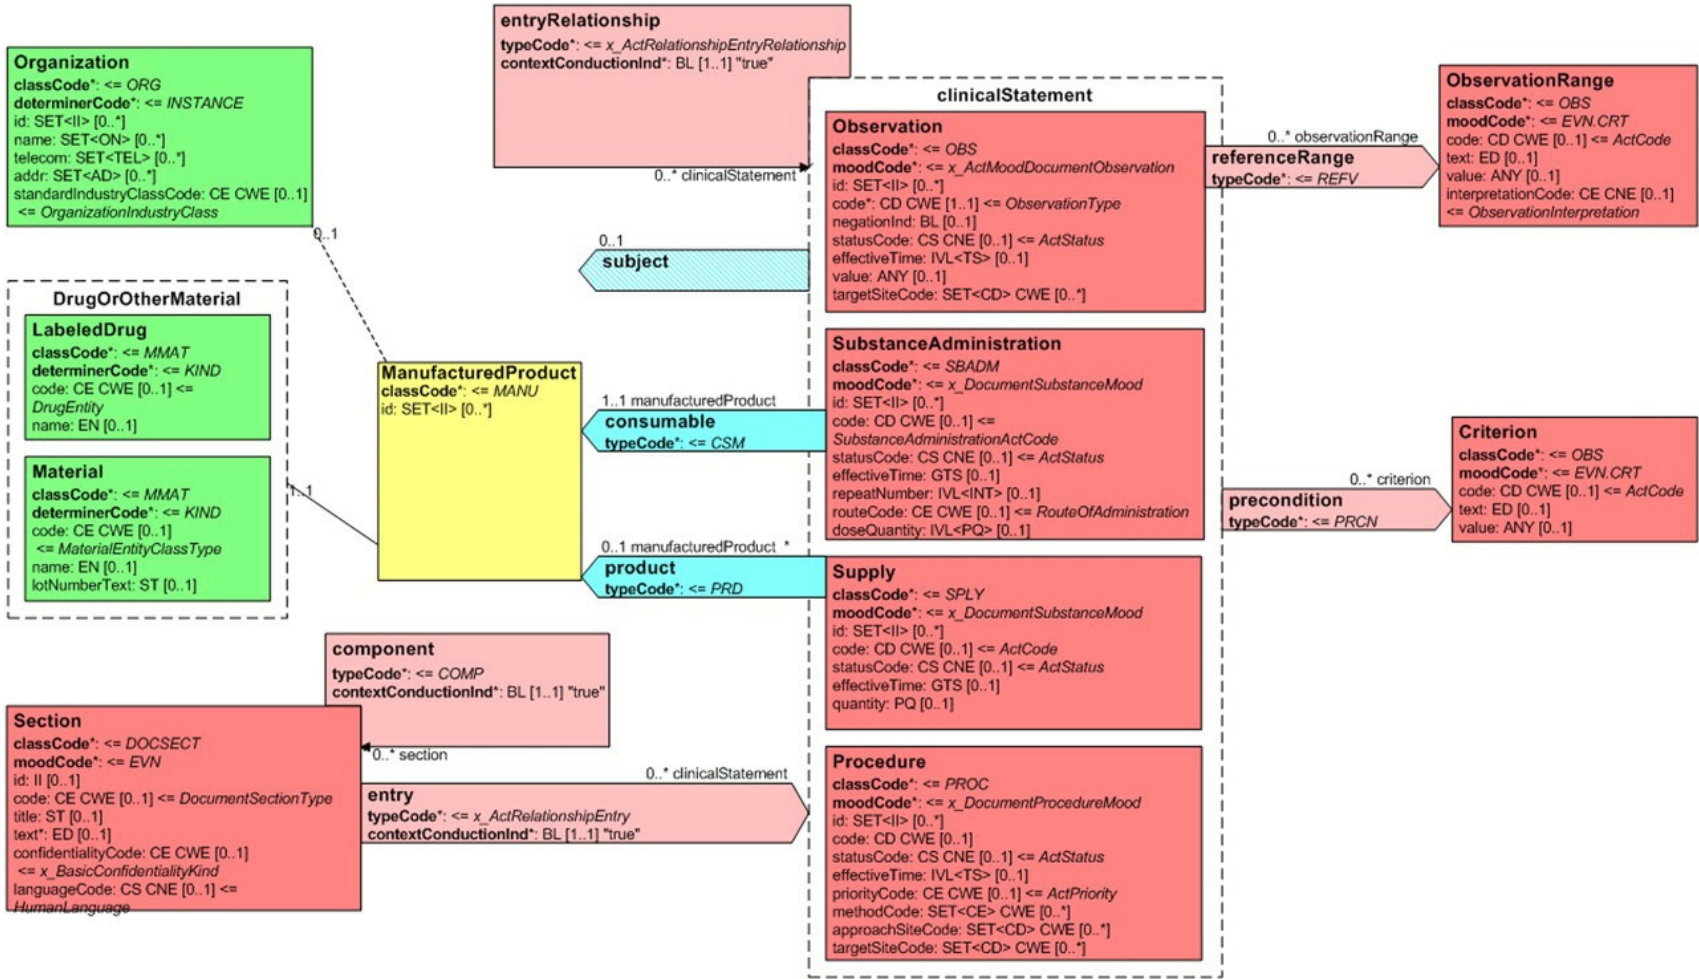 entryRelationship
typeCode*: <= x_ActRelationshipEntryRelationship
contextConductionInd*: BL [1..1] "true"
0..* clinicalStatement
Organization
classCode*: <= ORG
determinerCode*: <= INSTANCE
id: SET<II> [0..*]
name: SET<ON> [0..*]
telecom: SET<TEL> [0..*]
addr: SET<AD> [0..*]
standardIndustryClassCode: CE CWE [0..1]
<= OrganizationIndustryClass
0..1
DrugOrOtherMaterial
LabeledDrug
classCode*: <= MMAT
determinerCode*: <= KIND
code: CE CWE [0..1] <=
DrugEntity
name: EN [0..1]
Material
classCode*: <= MMAT
determinerCode*: <= KIND
code: CE CWE [0..1]
<= MaterialEntityClassType
name: EN [0..1]
lotNumberText: ST [0..1]
1..1
ManufacturedProduct
classCode*: <= MANU
id: SET<II> [0..*]
0..1
subject
1..1 manufacturedProduct
consumable
typeCode*: <= CSM
0..1 manufacturedProduct *
product
typeCode*: <= PRD
component
typeCode*: <= COMP
contextConductionInd*: BL [1..1] "true"
0..* section
Section
classCode*: <= DOCSECT
moodCode*: <= EVN
id: II [0..1]
code: CE CWE [0..1] <= DocumentSectionType
title: ST [0..1]
text*: ED [0..1]
confidentialityCode: CE CWE [0..1]
<= x_BasicConfidentialityKind
languageCode: CS CNE [0..1] <=
HumanLanguage
0..* clinicalStatement
entry
typeCode*: <= x_ActRelationshipEntry
contextConductionInd*: BL [1..1] "true"
clinicalStatement
Observation
classCode*: <= OBS
moodCode*: <= x_ActMoodDocumentObservation
id: SET<II> [0..*]
code*: CD CWE [1..1] <= ObservationType
negationInd: BL [0..1]
statusCode: CS CNE [0..1] <= ActStatus
effectiveTime: IVL<TS> [0..1]
value: ANY [0..1]
targetSiteCode: SET<CD> CWE [0..*]
SubstanceAdministration
classCode*: <= SBADM
moodCode*: <= x_DocumentSubstanceMood
id: SET<II> [0..*]
code: CD CWE [0..1] <=
SubstanceAdministrationActCode
statusCode: CS CNE [0..1] <= ActStatus
effectiveTime: GTS [0..1]
repeatNumber: IVL<INT> [0..1]
routeCode: CE CWE [0..1] <= RouteOfAdministration
doseQuantity: IVL<PQ> [0..1]
Supply
classCode*: <= SPLY
moodCode*: <= x_DocumentSubstanceMood
id: SET<II> [0..*]
code: CD CWE [0..1] <= ActCode
statusCode: CS CNE [0..1] <= ActStatus
effectiveTime: GTS [0..1]
quantity: PQ [0..1]
Procedure
classCode*: <= PROC
moodCode*: <= x_DocumentProcedureMood
id: SET<II> [0..*]
code: CD CWE [0..1]
statusCode: CS CNE [0..1] <= ActStatus
effectiveTime: IVL<TS> [0..1]
priorityCode: CE CWE [0..1] <= ActPriority
methodCode: SET<CE> CWE [0..*]
approachSiteCode: SET<CD> CWE [0..*]
targetSiteCode: SET<CD> CWE [0..*]
0..* observationRange
referenceRange
typeCode*: <= REFV
ObservationRange
classCode*: <= OBS
moodCode*: <= EVN.CRT
code: CD CWE [0..1] <= ActCode
text: ED [0..1]
value: ANY [0..1]
interpretationCode: CE CNE [0..1]
<= ObservationInterpretation
0..* criterion
precondition
typeCode*: <= PRCN
Criterion
classCode*: <= OBS
moodCode*: <= EVN.CRT
code: CD CWE [0..1] <= ActCode
text: ED [0..1]
value: ANY [0..1]